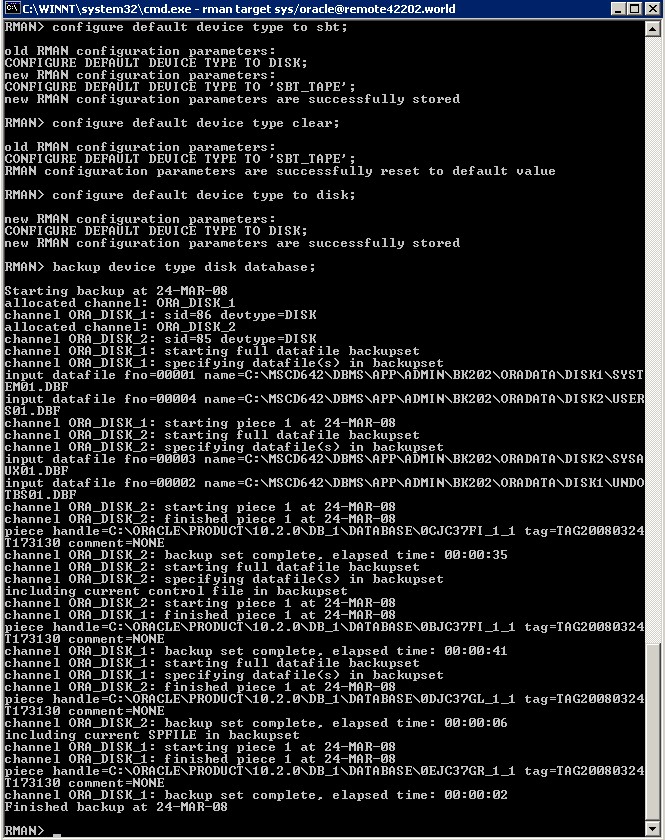 C:\WINNT\system32\cmd.exe - rman target sys/oracle@remote42202.world
RMAN> configure default device type to sbt;
old RMAN configuration parameters:
CONFIGURE DEFAULT DEVICE TYPE TO DISK;
new RMAN configuration parameters:
CONFIGURE DEFAULT DEVICE TYPE TO 'SBT_TAPE';
new RMAN configuration parameters are successfully stored
RMAN> configure default device type clear;
old RMAN configuration parameters:
CONFIGURE DEFAULT DEVICE TYPE TO 'SBT_TAPE';
RMAN configuration parameters are successfully reset to default value
RMAN> configure default device type to disk;
new RMAN configuration parameters:
CONFIGURE DEFAULT DEVICE TYPE TO DISK;
new RMAN configuration parameters are successfully stored
RMAN> backup device type disk database;
Starting backup at 24-MAR-08
allocated channel: ORA_DISK_1
channel ORA_DISK_1: sid=86 devtype=DISK
allocated channel: ORA_DISK_2
channel ORA_DISK_2: sid=85 devtype=DISK
channel ORA_DISK_1: starting full datafile backupset
channel ORA_DISK_1: specifying datafile(s) in backupset
input datafile fno=00001 name=C:\MSCD642\DBMS\APP\ADMIN\BK202\ORADATA\DISK1\SYST
EM01.DBF
input datafile fno=00004 name=C:\MSCD642\DBMS\APP\ADMIN\BK202\ORADATA\DISK2\USER
S01.DBF
channel ORA_DISK_1: starting piece 1 at 24-MAR-08
channel ORA_DISK_2: starting full datafile backupset
channel ORA_DISK_2: specifying datafile(s) in backupset
input datafile fno=00003 name=C:\MSCD642\DBMS\APP\ADMIN\BK202\ORADATA\DISK2\SYSA
UX01.DBF
input datafile fno=00002 name=C:\MSCD642\DBMS\APP\ADMIN\BK202\ORADATA\DISK1\UNDO
TBS01.DBF
channel ORA_DISK_2: starting piece 1 at 24-MAR-08
channel ORA_DISK_2: finished piece 1 at 24-MAR-08
piece handle=C:\ORACLE\PRODUCT\10.2.0\DB_1\DATABASE\0CJC37FI_1_1 tag=TAG20080324
T173130 comment=NONE
channel ORA_DISK_2: backup set complete, elapsed time: 00:00:35
channel ORA_DISK_2: starting full datafile backupset
channel ORA_DISK_2: specifying datafile(s) in backupset
including current control file in backupset
channel ORA_DISK_2: starting piece 1 at 24-MAR-08
channel ORA_DISK_1: finished piece 1 at 24-MAR-08
piece handle=C:\ORACLE\PRODUCT\10.2.0\DB_1\DATABASE\0BJC37FI_1_1 tag=TAG20080324
T173130 comment=NONE
channel ORA_DISK_1: backup set complete, elapsed time: 00:00:41
channel ORA_DISK_1: starting full datafile backupset
channel ORA_DISK_1: specifying datafile(s) in backupset
channel ORA_DISK_2: finished piece 1 at 24-MAR-08
piece handle=C:\ORACLE\PRODUCT\10.2.0\DB_1\DATABASE\0DJC37GL_1_1 tag=TAG20080324
T173130 comment=NONE
channel ORA_DISK_2: backup set complete, elapsed time: 00:00:06
including current SPFILE in backupset
channel ORA_DISK_1: starting piece 1 at 24-MAR-08
channel ORA_DISK_1: finished piece 1 at 24-MAR-08
piece handle=C:\ORACLE\PRODUCT\10.2.0\DB_1\DATABASE\0EJC37GR_1_1 tag=TAG20080324
T173130 comment=NONE
channel ORA_DISK_1: backup set complete, elapsed time: 00:00:02
Finished backup at 24-MAR-08
RMAN> _